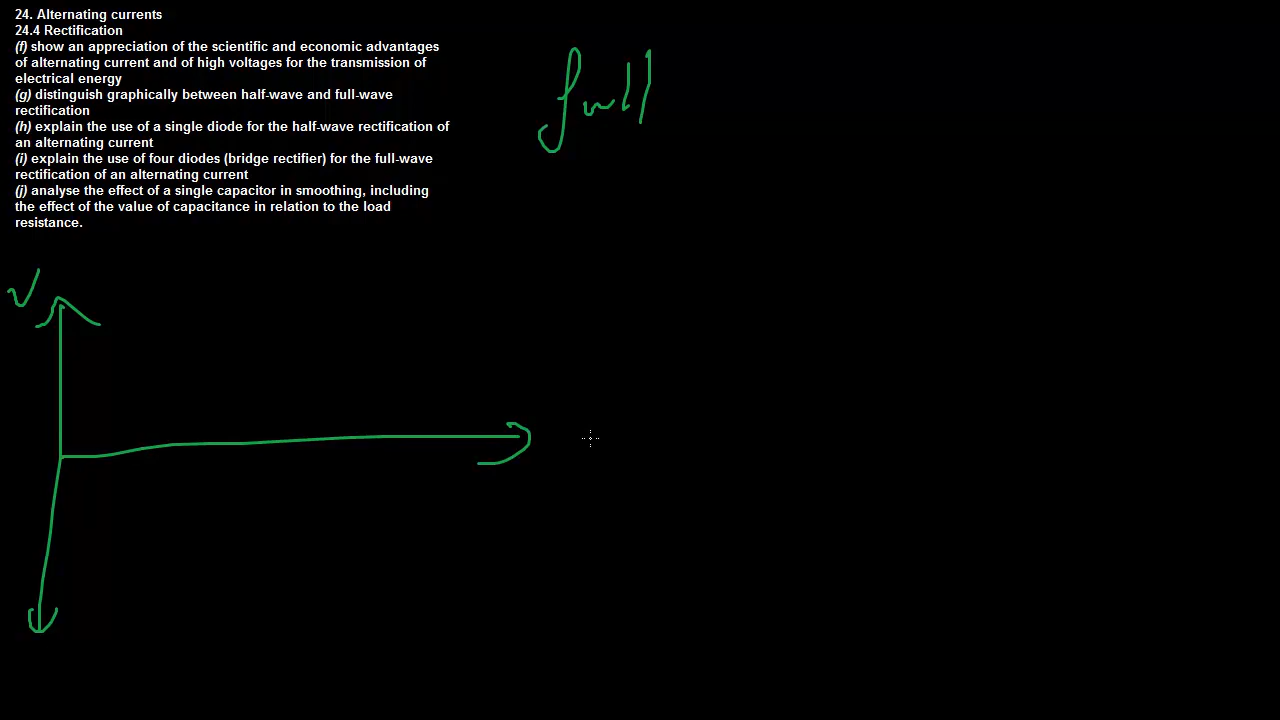 24. Alternating currents
24.4 Rectification
(f) show an appreciation of the scientific and economic advantages
of alternating current and of high voltages for the transmission of
electrical energy
(g) distinguish graphically between half-wave and full-wave
rectification
(h) explain the use of a single diode for the half-wave rectification of
an alternating current
(i) explain the use of four diodes (bridge rectifier) for the full-wave
rectification of an alternating current
(j) analyse the effect of a single capacitor in smoothing, including
the effect of the value of capacitance in relation to the load
resistance.
full
V